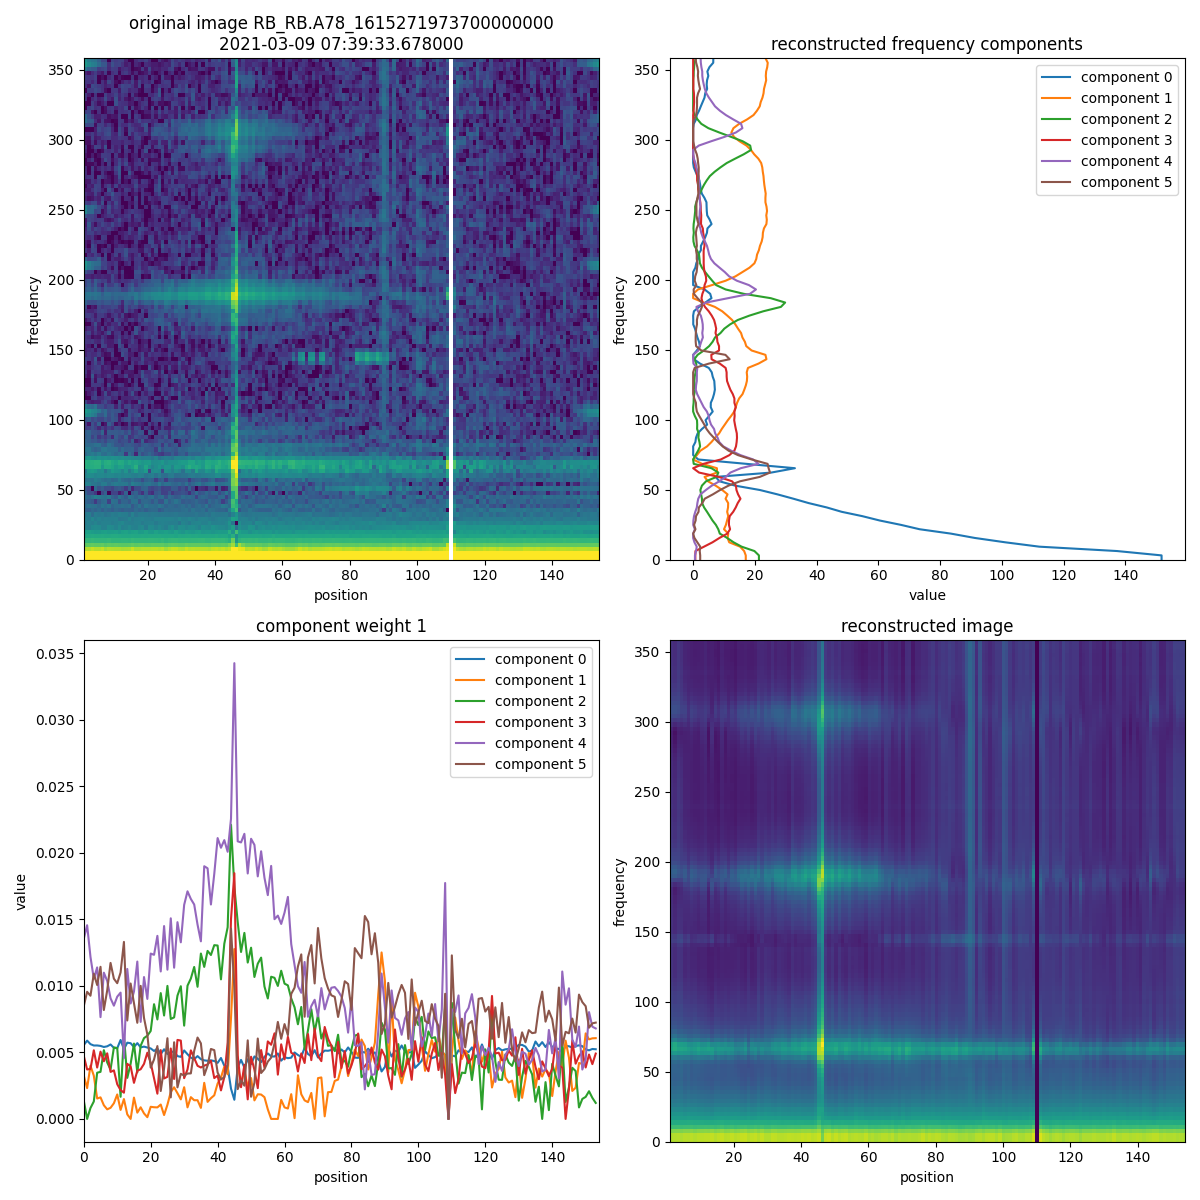 original image RB_RB.A78_1615271973700000000
2021-03-09 07:39:33.678000
frequency
350
300
250
200
150
100
50
0
20 40 60 80 100 120 140
position
reconstructed frequency components
component 0
component 1
component 2
component 3
component 4
component 5
frequency
350
300
250
200
150
100
50
0
0 20 40 60 80 100 120 140
value
component weight 1
component 0
component 1
component 2
component 3
component 4
component 5
value
0.035
0.030
0.025
0.020
0.015
0.010
0.005
0.000
0 20 40 60 80 100 120 140
position
reconstructed image
frequency
350
300
250
200
150
100
50
0
20 40 60 80 100 120 140
position